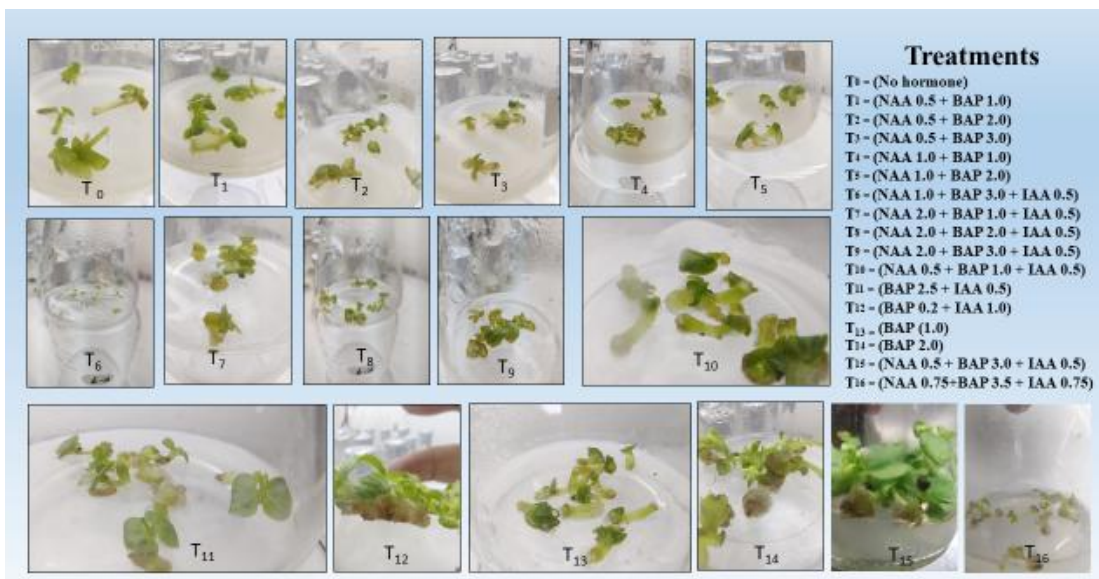 Treatments
T0 = (No hormone)
T1 = (NAA 0.5 + BAP 1.0)
T2 = (NAA 0.5 + BAP 2.0)
T3 = (NAA 0.5 + BAP 3.0)
T4 = (NAA 1.0 + BAP 1.0)
T5 = (NAA 1.0 + BAP 2.0)
T6 = (NAA 1.0 + BAP 3.0 + IAA 0.5)
T7 = (NAA 2.0 + BAP 1.0 + IAA 0.5)
T8 = (NAA 2.0 + BAP 2.0 + IAA 0.5)
T9 = (NAA 2.0 + BAP 3.0 + IAA 0.5)
T10 = (NAA 0.5 + BAP 1.0 + IAA 0.5)
T11 = (BAP 2.5 + IAA 0.5)
T12 = (BAP 0.2 + IAA 1.0)
T13 = (BAP (1.0)
T14 = (BAP 2.0)
T15 = (NAA 0.5 + BAP 3.0 + IAA 0.5)
T16 = (NAA 0.75+BAP 3.5 + IAA 0.75)
T0
T1
T2
T3
T4
T5
T6
T7
T8
T9
T10
T11
T12
T13
T14
T15
T16